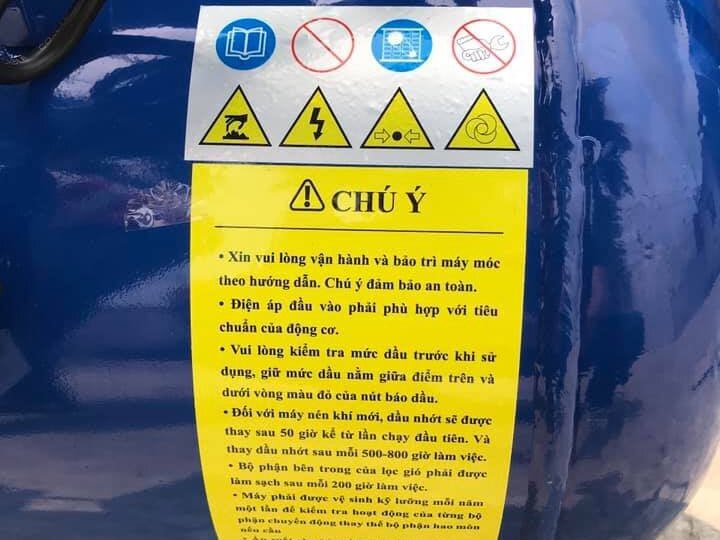 CHÚ Ý
• Xin vui lòng vận hành và bảo trì máy móc
theo hướng dẫn. Chú ý đảm bảo an toàn.
• Điện áp đầu vào phải phù hợp với tiêu
chuẩn của động cơ.
• Vui lòng kiểm tra mức dầu trước khi sử
dụng, giữ mức dầu nằm giữa điểm trên và
dưới vòng màu đỏ của nút báo dầu.
• Đối với máy nén khí mới, dầu nhớt sẽ được
thay sau 50 giờ kể từ lần chạy đầu tiên. Và
thay dầu nhớt sau mỗi 500-800 giờ làm việc.
• Bộ phận bên trong của lọc gió phải được
làm sạch sau mỗi 200 giờ làm việc.
• Máy phải được vệ sinh kỹ lưỡng mỗi năm
một lần để kiểm tra hoạt động của từng bộ
phận chuyển động thay thế bộ phận hao mòn
nếu cần